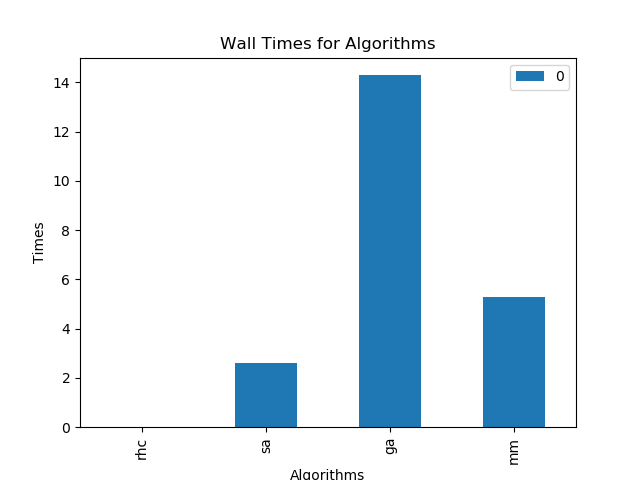 Wall Times for Algorithms
0
14
12
10
8
6
4
2
0
Times
rhc
sa
ga
mm
Algorithms